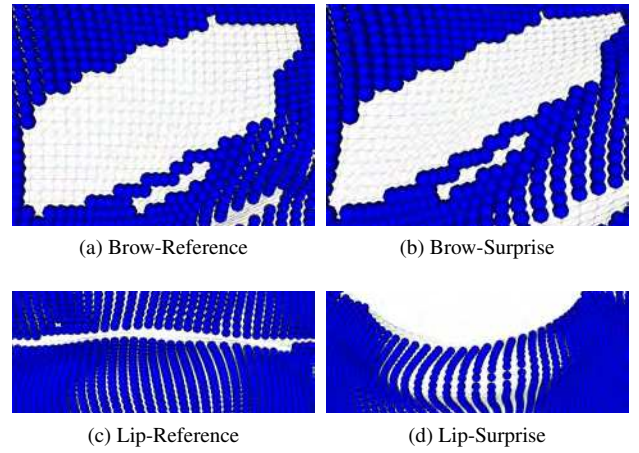 (a) Brow-Reference
(b) Brow-Surprise
(c) Lip-Reference
(d) Lip-Surprise